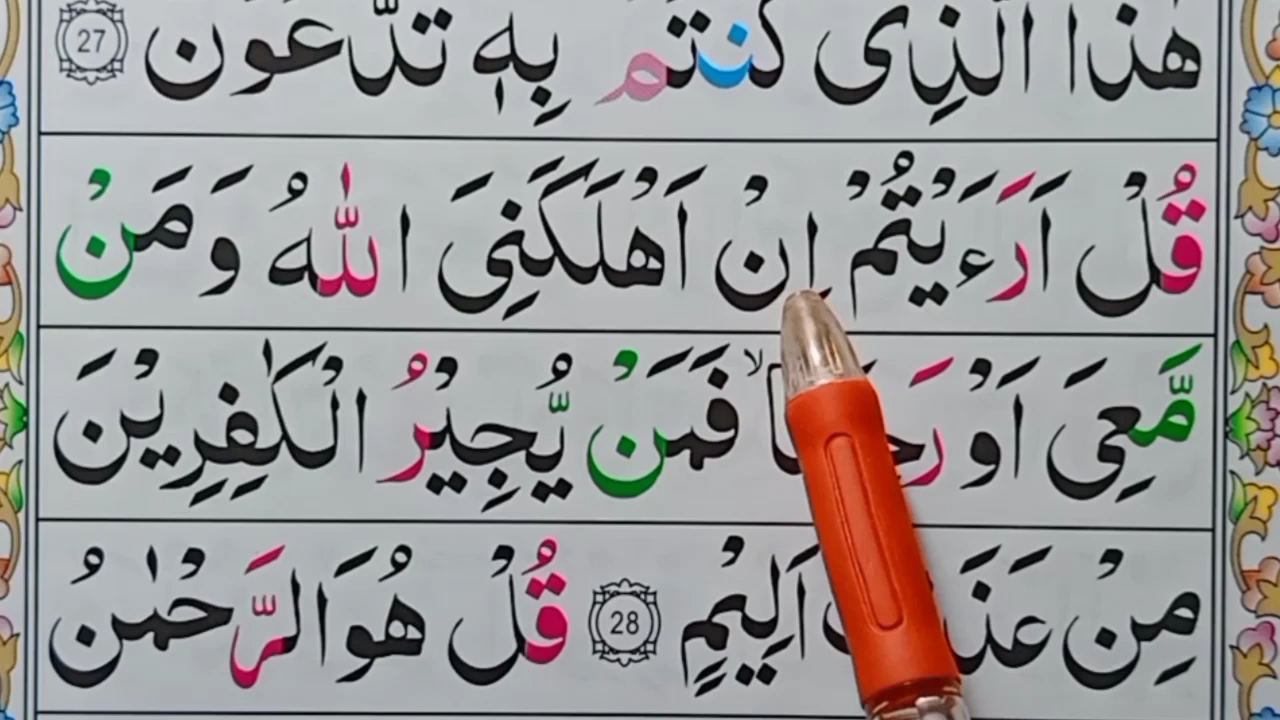 هٰذَا الَّذِی كُنْتُمْ بِهٖ تَدَّعُوْنَ 27
قُلْ اَرَءَیْتُمْ اِنْ اَهْلَكَنِیَ اللّٰهُ وَ مَنْ
مَّعِیَ اَوْ فَمَنْ یُّجِیْرُ الْكٰفِرِیْنَ
مِنْ اَلِیْمٍ 28 قُلْ هُوَ الرَّحْمٰنُ